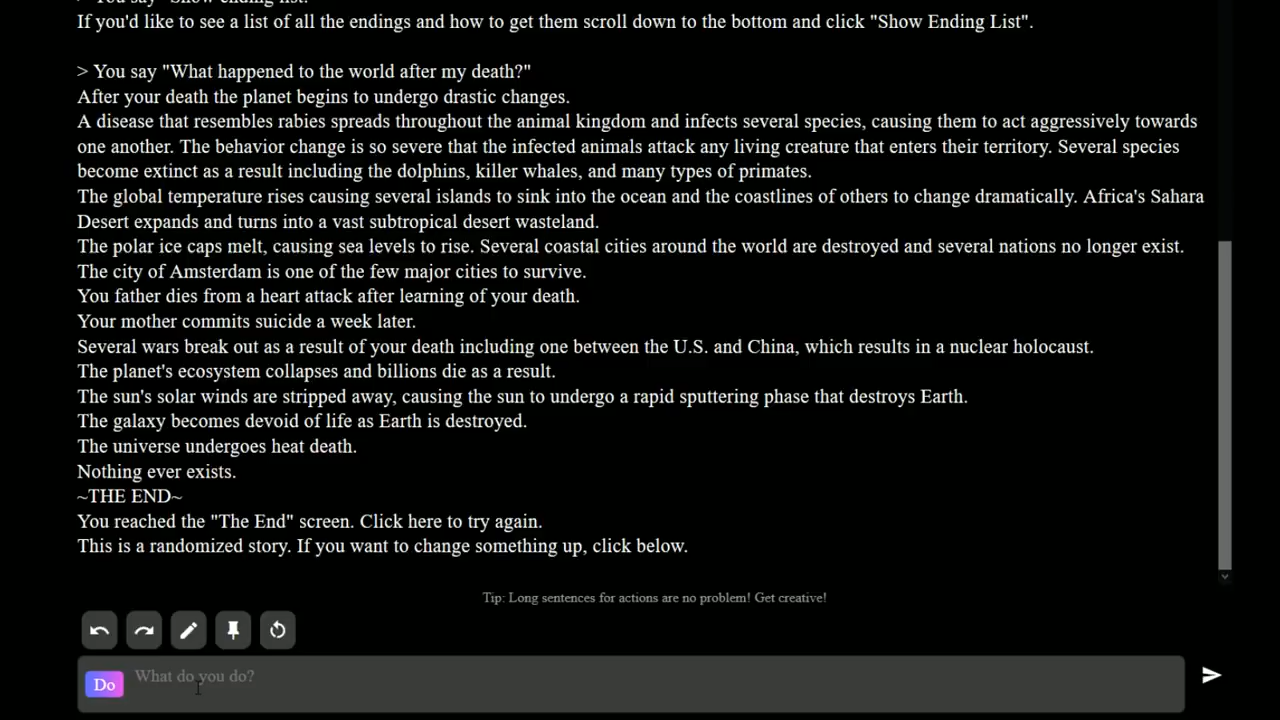 If you'd like to see a list of all the endings and how to get them scroll down to the bottom and click "Show Ending List".
> You say "What happened to the world after my death?"
After your death the planet begins to undergo drastic changes.
A disease that resembles rabies spreads throughout the animal kingdom and infects several species, causing them to act aggressively towards
one another. The behavior change is so severe that the infected animals attack any living creature that enters their territory. Several species
become extinct as a result including the dolphins, killer whales, and many types of primates.
The global temperature rises causing several islands to sink into the ocean and the coastlines of others to change dramatically. Africa's Sahara
Desert expands and turns into a vast subtropical desert wasteland.
The polar ice caps melt, causing sea levels to rise. Several coastal cities around the world are destroyed and several nations no longer exist.
The city of Amsterdam is one of the few major cities to survive.
You father dies from a heart attack after learning of your death.
Your mother commits suicide a week later.
Several wars break out as a result of your death including one between the U.S. and China, which results in a nuclear holocaust.
The planet's ecosystem collapses and billions die as a result.
The sun's solar winds are stripped away, causing the sun to undergo a rapid sputtering phase that destroys Earth.
The galaxy becomes devoid of life as Earth is destroyed.
The universe undergoes heat death.
Nothing ever exists.
~THE END~
You reached the "The End" screen. Click here to try again.
This is a randomized story. If you want to change something up, click below.
Tip: Long sentences for actions are no problem! Get creative!
Do What do you do?